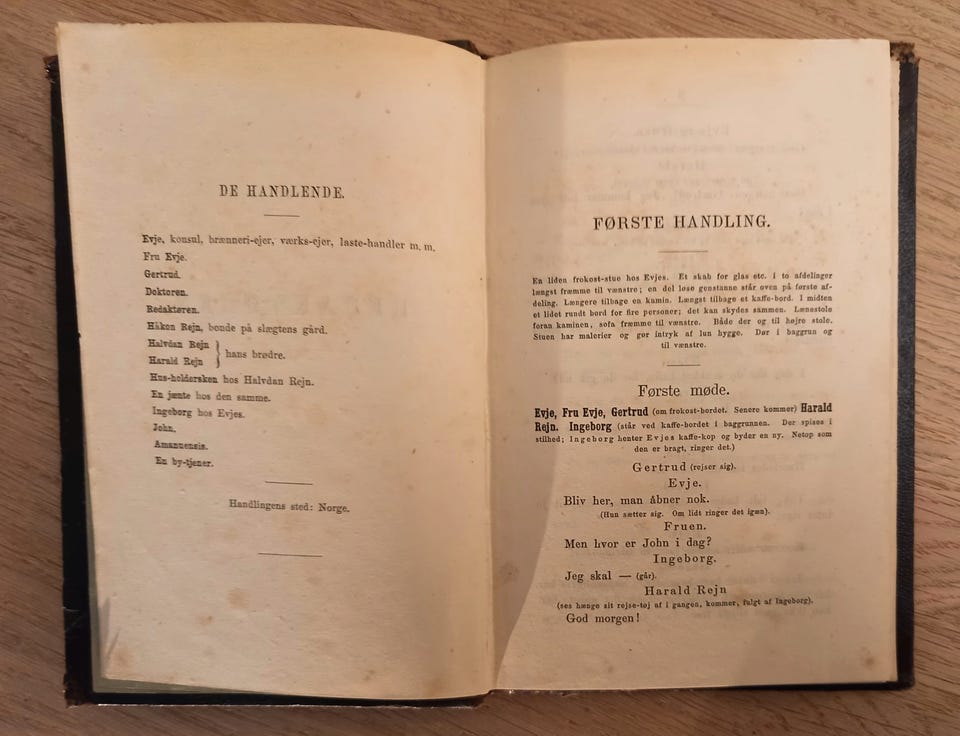 DE HANDLENDE.
Evje, konsul, brænneri-ejer, værks-ejer, laste-handler m. m.
Fru Evje.
Gertrud.
Doktoren.
Redaktøren.
Håkon Rejn, bonde på slægtens gård.
Halvdan Rejn
Harald Rejn
} hans brødre.
Hus-holdersken hos Halvdan Rejn.
En jænte hos den samme.
Ingeborg hos Evjes.
John.
Amanuensis.
En by-tjener.
Handlingens sted: Norge.
FØRSTE HANDLING.
En liden frokost-stue hos Evjes. Et skab for glas etc. i to afdelinger
længst fræmme til vænstre; en del løse genstanne står oven på første af-
deling. Længere tilbage en kamin. Længst tilbage et kaffe-bord. I midten
et lidet rundt bord for fire personer; det kan skydes sammen. Lænestole
foran kaminen, sofa fræmme til vænstre. Både der og til højre stole.
Stuen har malerier og gør intryk af lun hygge. Dør i baggrun og
til vænstre.
Første møde.
Evje, Fru Evje, Gertrud (om frokost-bordet. Senere kommer) Harald
Rejn. Ingeborg (står ved kaffe-bordet i baggrunnen. Der spises i
stilhed; Ingeborg henter Evjes kaffe-kop og byder en ny. Netop som
den er bragt, ringer det.)
Gertrud (rejser sig).
Evje.
Bliv her, man åbner nok.
(Hun sætter sig. Om lidt ringer det igæn).
Fruen.
Men hvor er John i dag?
Ingeborg.
Jeg skal — (går).
Harald Rejn
(ses hænge sit rejse-tøj af i gangen, kommer, fulgt af Ingeborg).
God morgen!